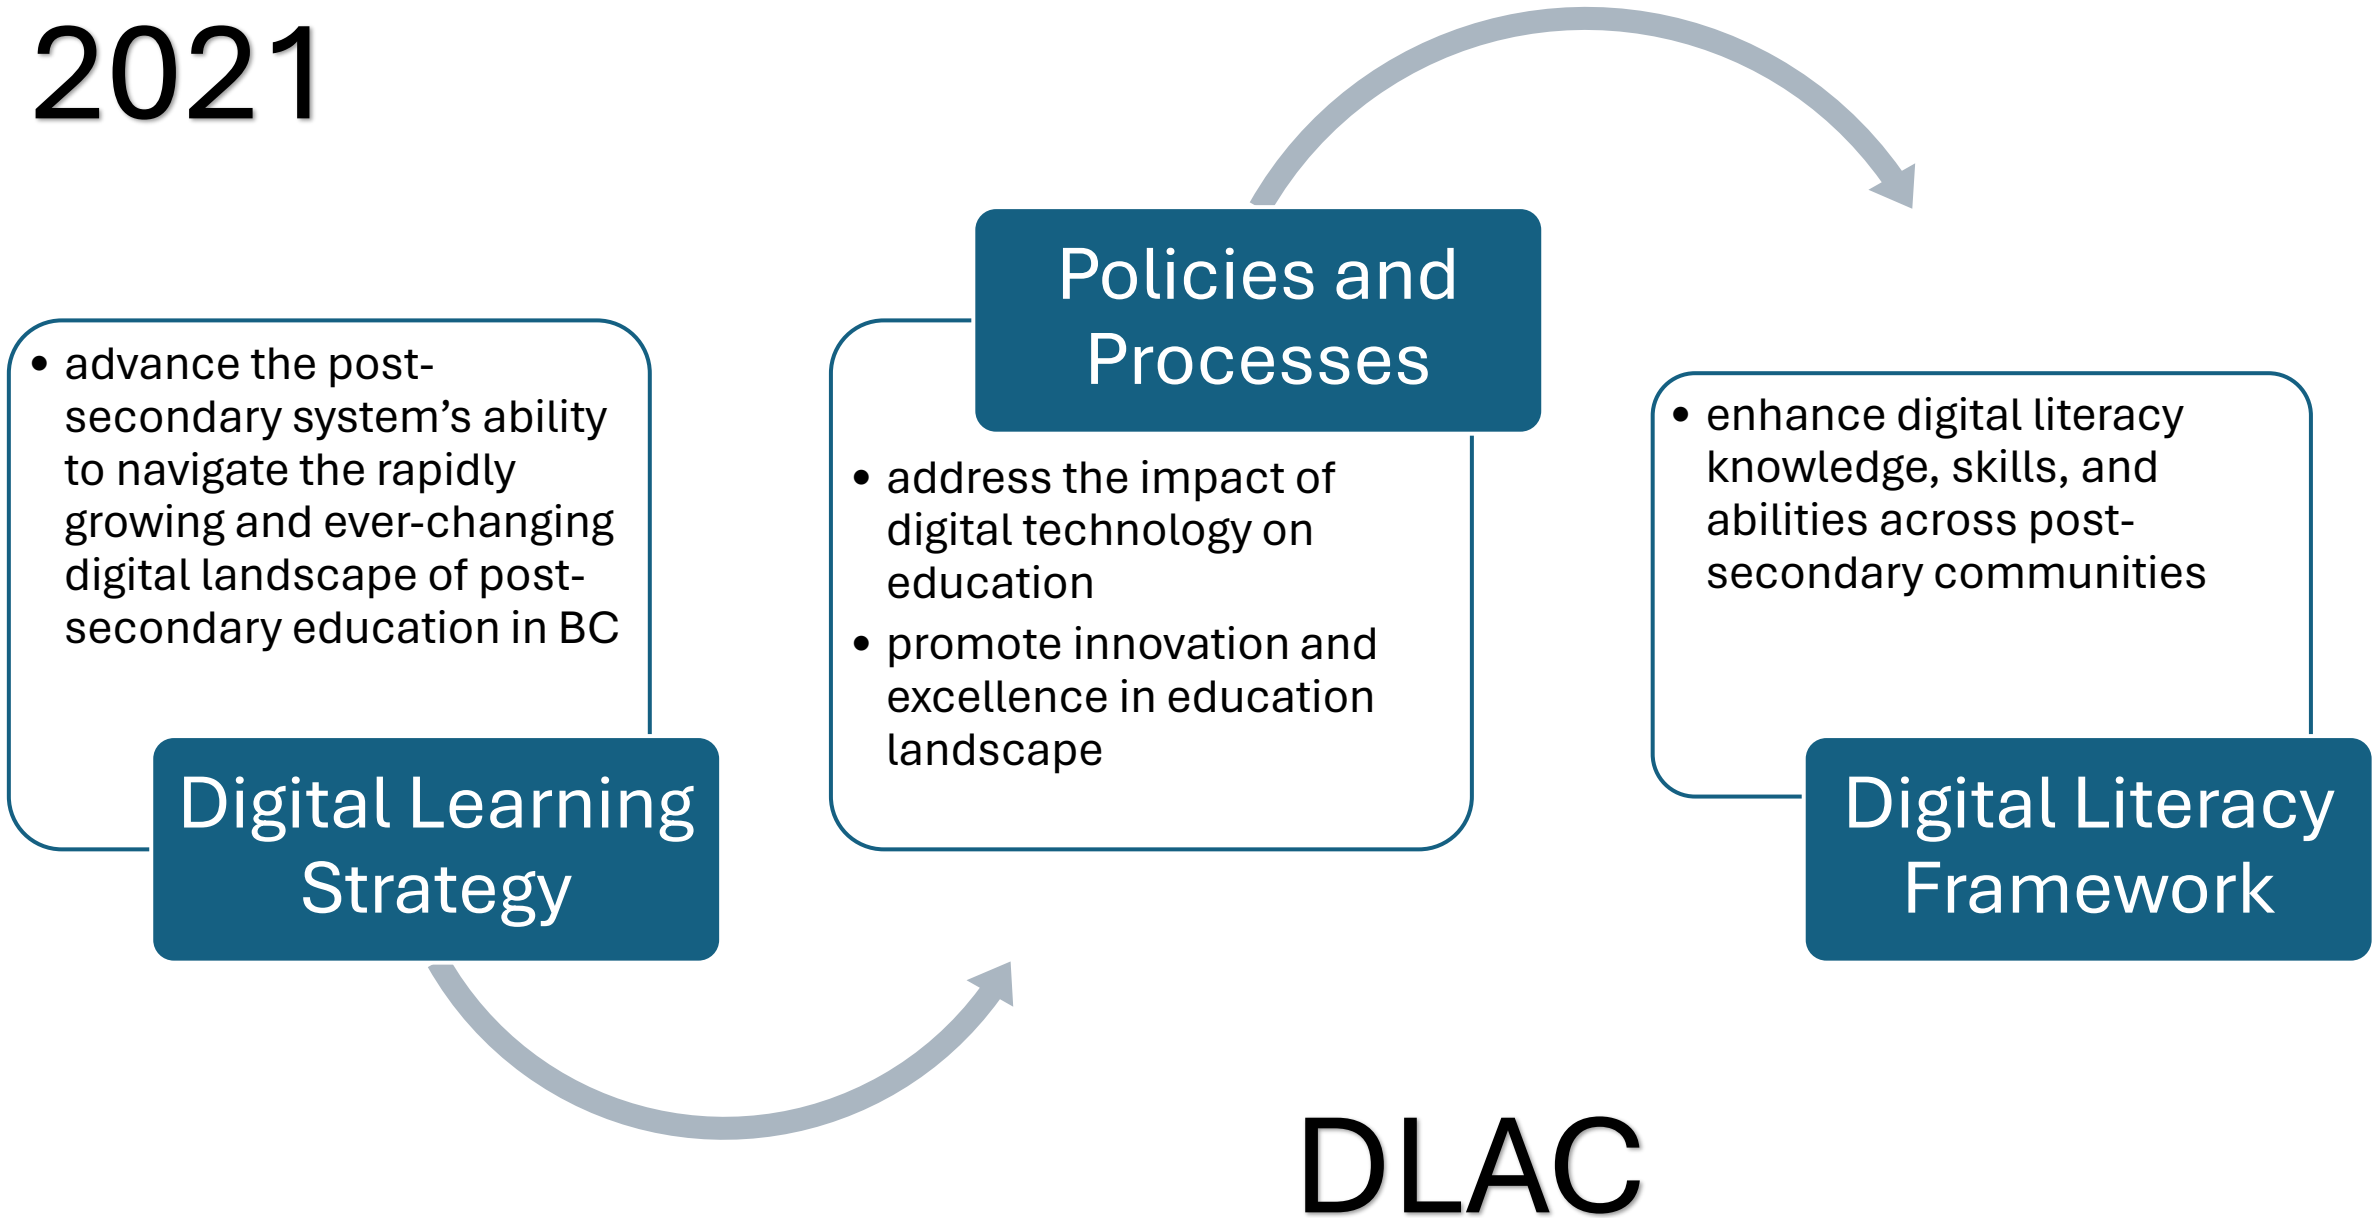 2021
• advance the post-
secondary system’s ability
to navigate the rapidly
growing and ever-changing
digital landscape of post-
secondary education in BC
Digital Learning
Strategy
Policies and
Processes
• address the impact of
digital technology on
education
• promote innovation and
excellence in education
landscape
• enhance digital literacy
knowledge, skills, and
abilities across post-
secondary communities
Digital Literacy
Framework
DLAC